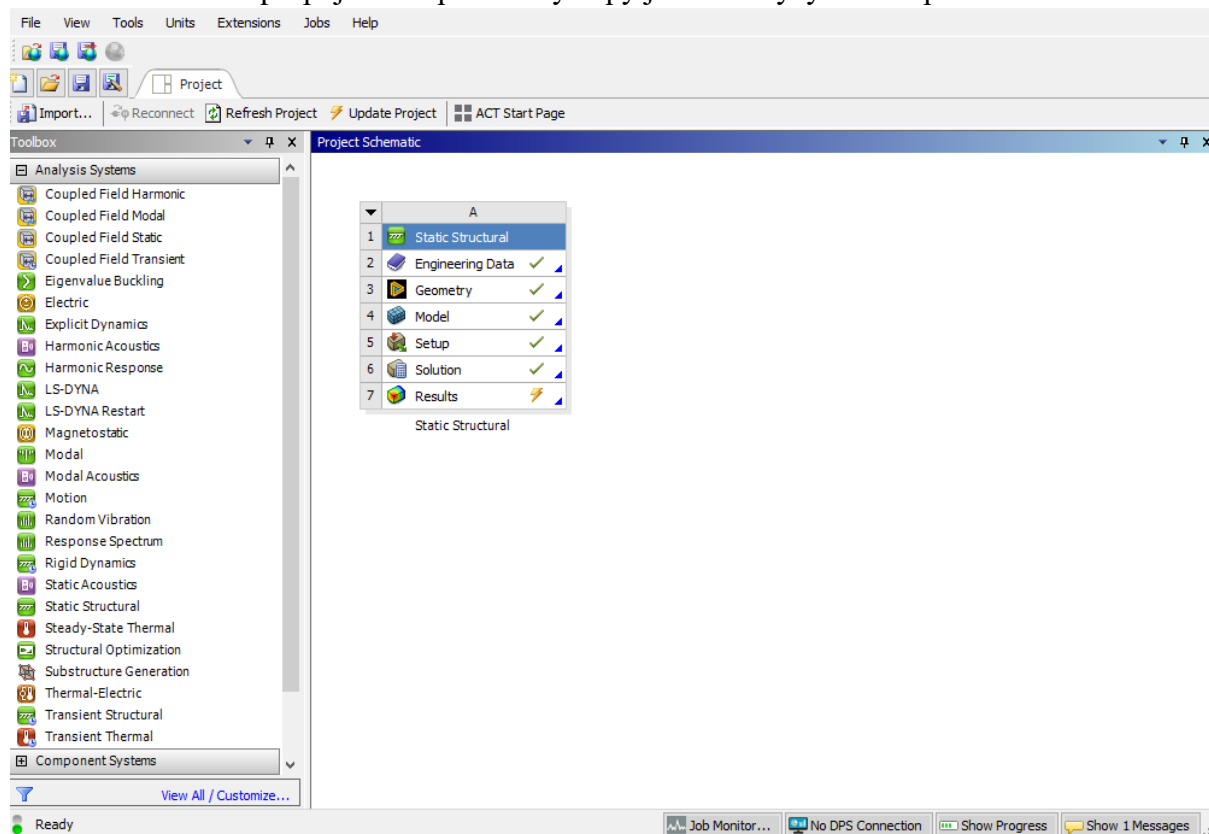 File View Tools Units Extensions Jobs Help
Project
Import... Reconnect Refresh Project Update Project ACT Start Page
Toolbox
Project Schematic
Analysis Systems
Coupled Field Harmonic
Coupled Field Modal
Coupled Field Static
Coupled Field Transient
Eigenvalue Buckling
Electric
Explicit Dynamics
Harmonic Acoustics
Harmonic Response
LS-DYNA
LS-DYNA Restart
Magnetostatic
Modal
Modal Acoustics
Motion
Random Vibration
Response Spectrum
Rigid Dynamics
Static Acoustics
Static Structural
Steady-State Thermal
Structural Optimization
Substructure Generation
Thermal-Electric
Transient Structural
Transient Thermal
Component Systems
View All / Customize...
A
1 Static Structural
2 Engineering Data
3 Geometry
4 Model
5 Setup
6 Solution
7 Results
Static Structural
Ready
Job Monitor... No DPS Connection Show Progress Show 1 Messages